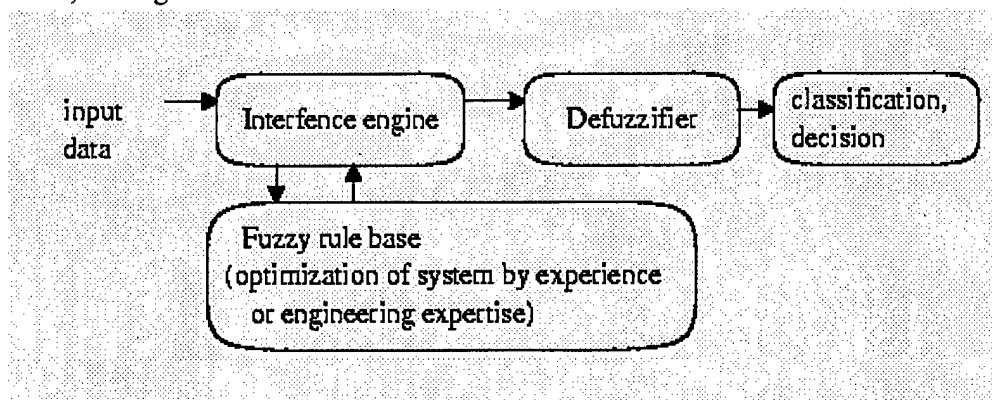 input
data
Interfence engine
Defuzzifier
classification,
decision
Fuzzy rule base
(optimization of system by experience
or engineering expertise)